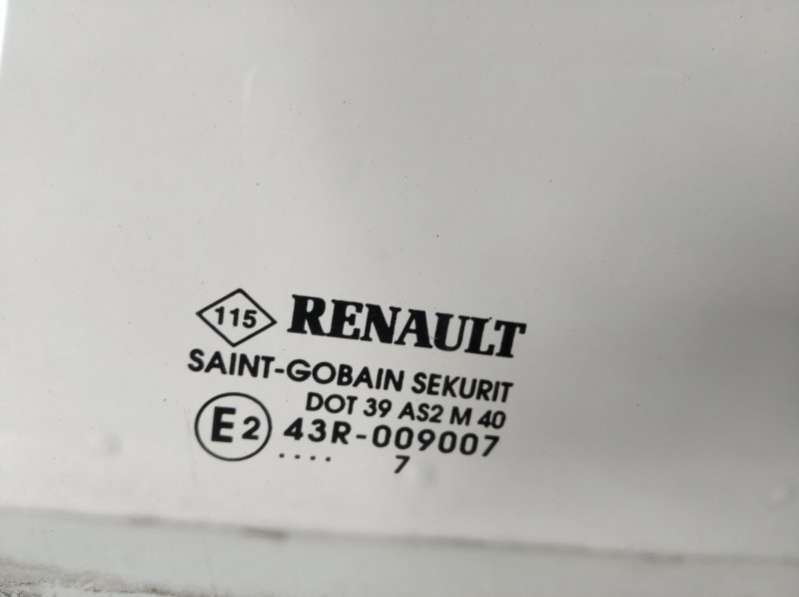 115 RENAULT
SAINT-GOBAIN SEKURIT
DOT 39 AS2 M 40
E2 43R-009007
.... 7